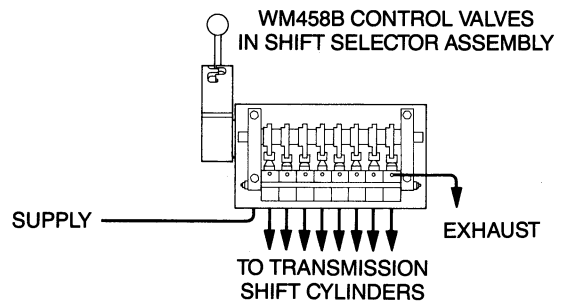 WM458B CONTROL VALVES
IN SHIFT SELECTOR ASSEMBLY
SUPPLY
EXHAUST
TO TRANSMISSION
SHIFT CYLINDERS